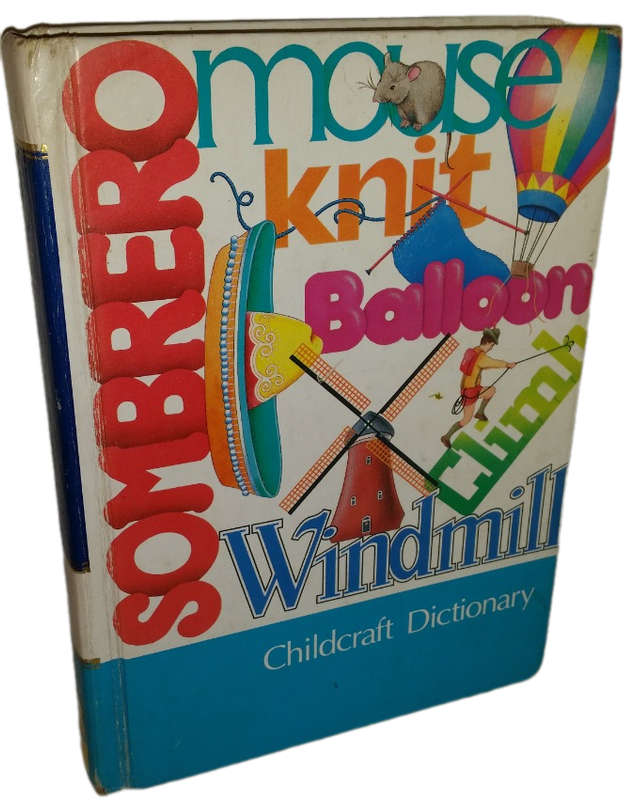 SOMBRERO
mouse
knit
Balloon
Climb
Windmill
Childcraft Dictionary